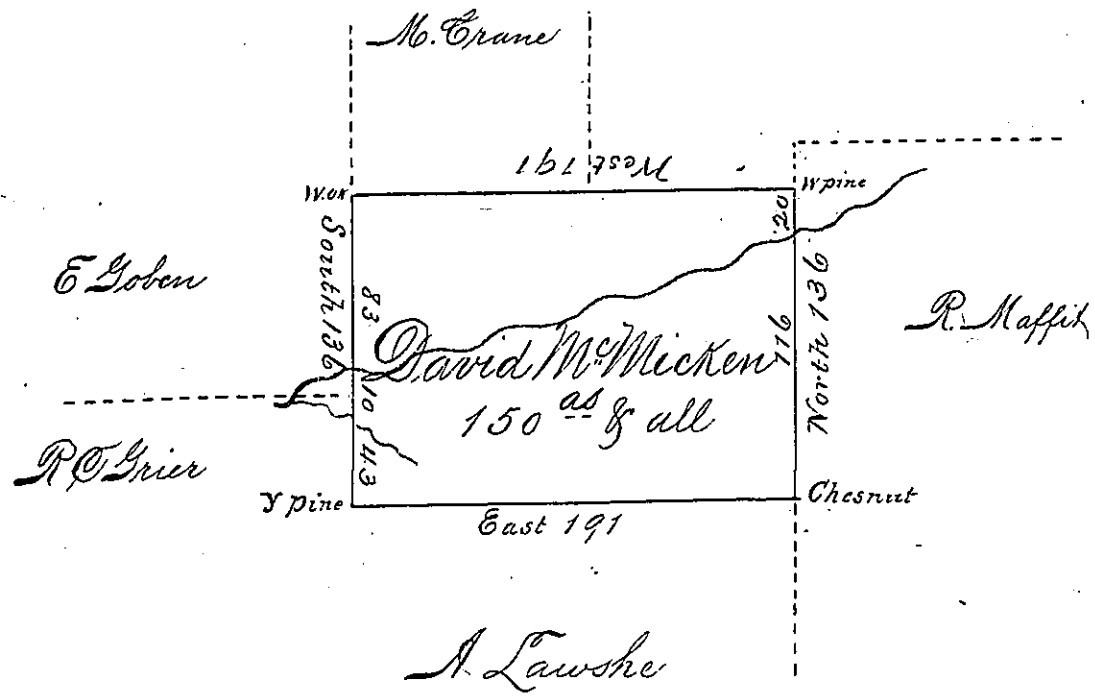 M. Crane
West 191
W.ok
W pine
20
South 136
E Goben
83
116
North 136
R. Maffit
David McMicken
150 as & all
10
43
R C Grier
Y pine
Chesnut
East 191
A. Lawshe